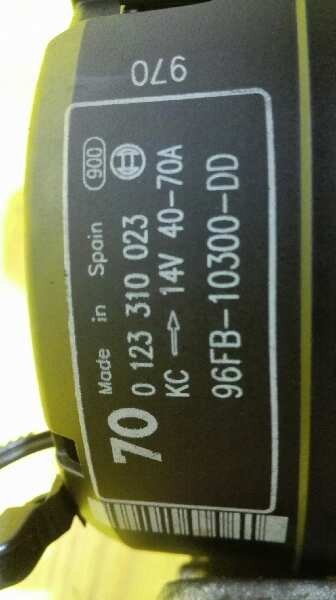 970
Made in Spain 900
70 0 123 310 023
KC → 14V 40-70A
96FB-10300-DD